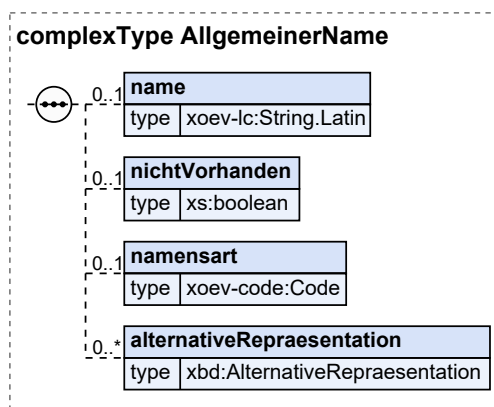 complexType AllgemeinerName
0..1 name
type xoev-lc:String.Latin
0..1 nichtVorhanden
type xs:boolean
0..1 namensart
type xoev-code:Code
0..* alternativeRepraesentation
type xbd:AlternativeRepraesentation